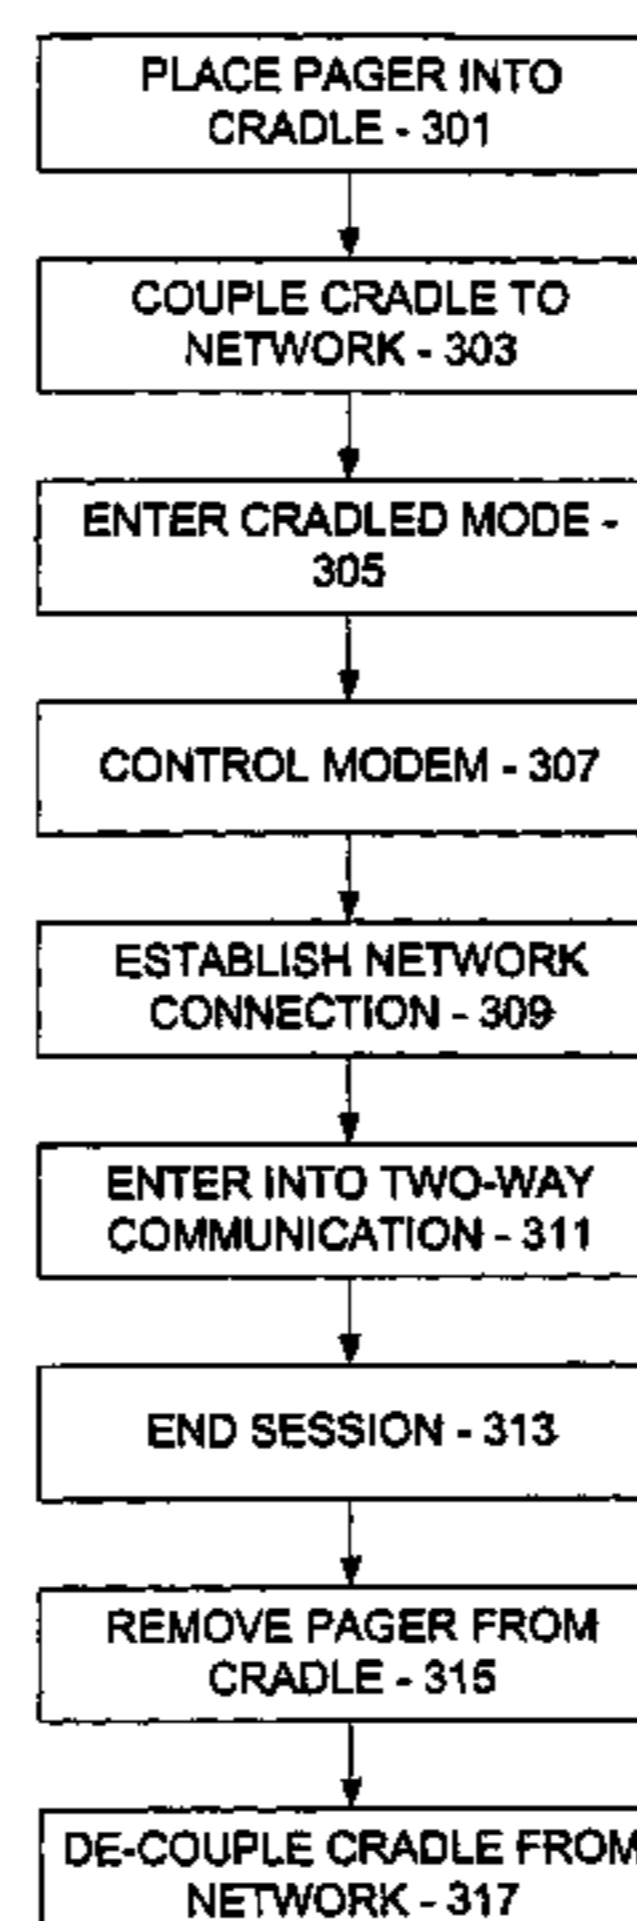 PLACE PAGER INTO
CRADLE - 301
COUPLE CRADLE TO
NETWORK - 303
ENTER CRADLED MODE -
305
CONTROL MODEM - 307
ESTABLISH NETWORK
CONNECTION - 309
ENTER INTO TWO-WAY
COMMUNICATION - 311
END SESSION - 313
REMOVE PAGER FROM
CRADLE - 315
DE-COUPLE CRADLE FROM
NETWORK - 317